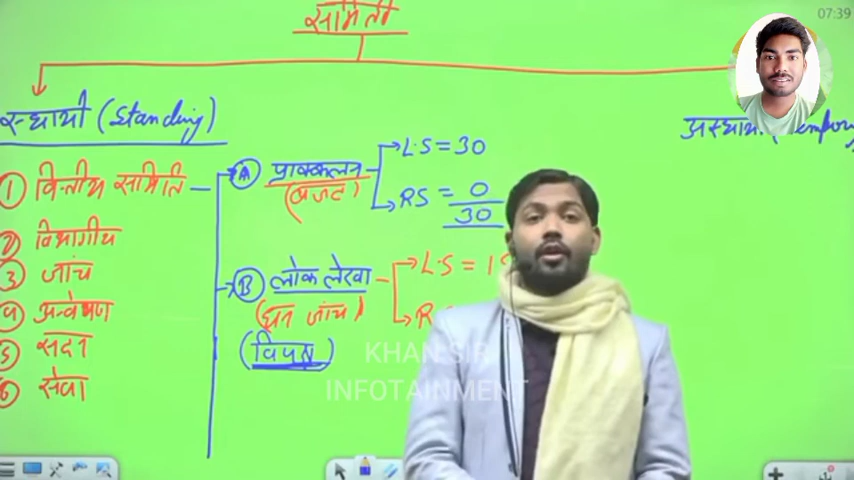 समिति
07:39
स्थायी (Standing)
① वित्तीय समिति
② विभागीय
③ जांच
④ अन्वेषण
⑤ सदन
⑥ सेवा
Ⓐ प्राक्कलन
(बजट)
L.S = 30
RS = 0
30
Ⓑ लोक लेखा
(धन जांच)
(विपक्ष)
L.S = 15
KHAN SIR
INFOTAINMENT